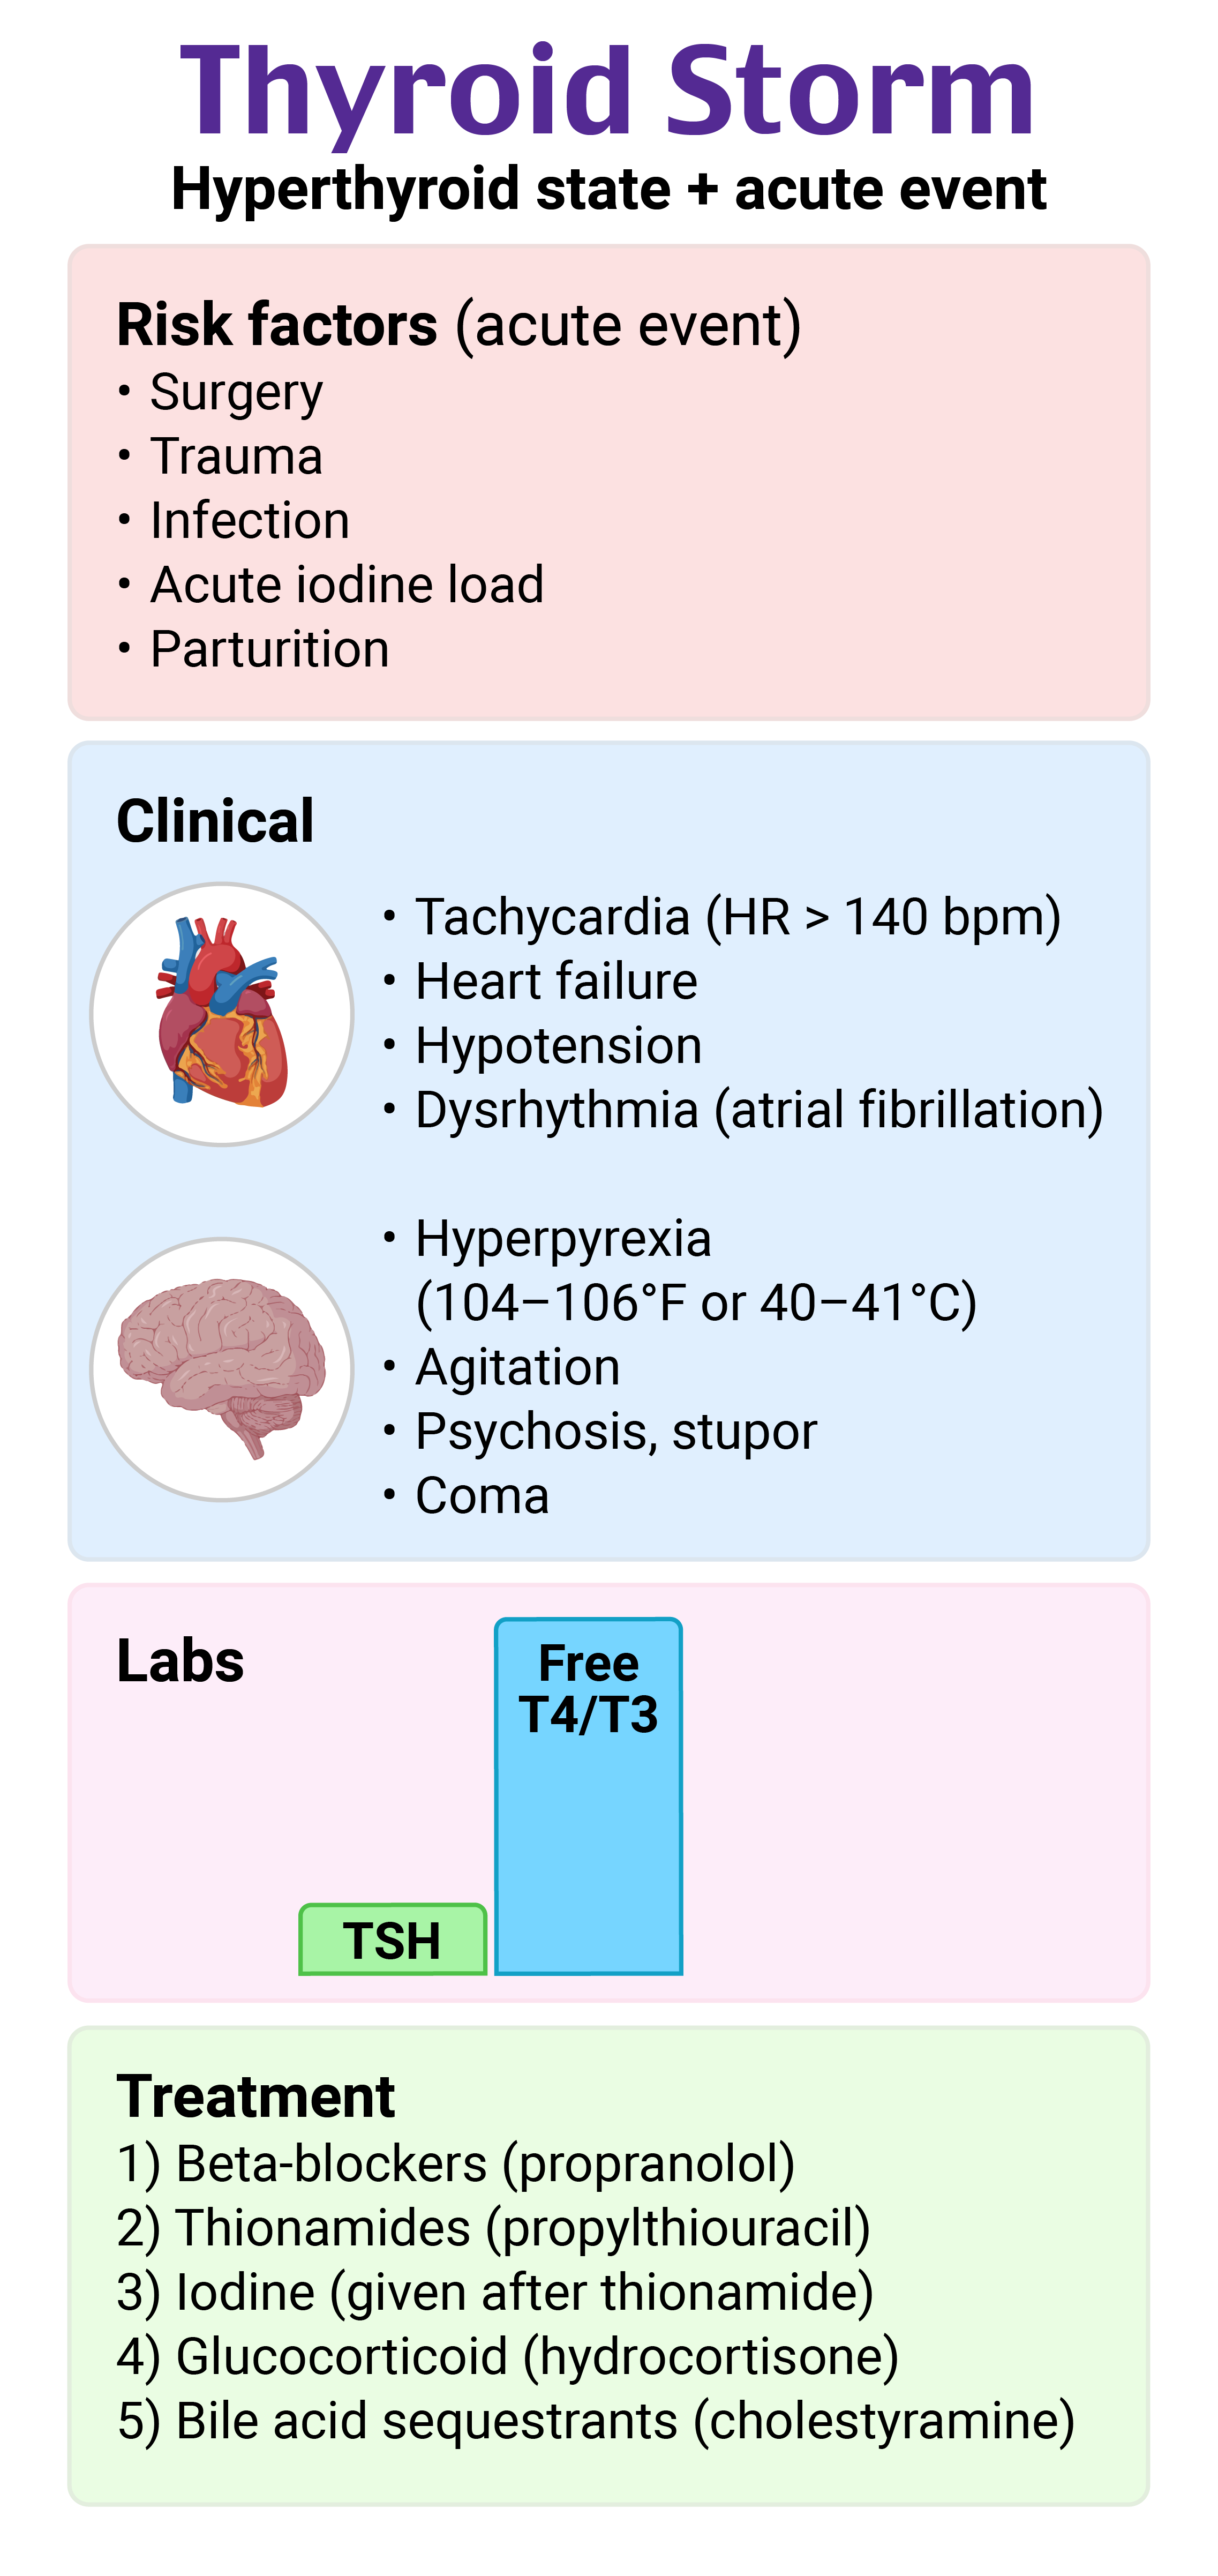 Thyroid Storm
Hyperthyroid state + acute event
Risk factors (acute event)
• Surgery
• Trauma
• Infection
• Acute iodine load
• Parturition
Clinical
• Tachycardia (HR > 140 bpm)
• Heart failure
• Hypotension
• Dysrhythmia (atrial fibrillation)
• Hyperpyrexia
(104–106°F or 40–41°C)
• Agitation
• Psychosis, stupor
• Coma
Labs
Free
T4/T3
TSH
Treatment
1) Beta-blockers (propranolol)
2) Thionamides (propylthiouracil)
3) Iodine (given after thionamide)
4) Glucocorticoid (hydrocortisone)
5) Bile acid sequestrants (cholestyramine)